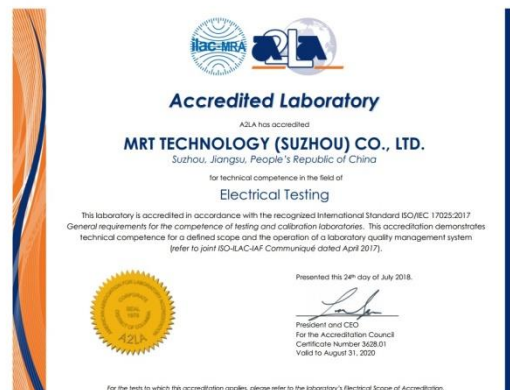 ilac-MRA
A2LA
Accredited Laboratory
A2LA has accredited
MRT TECHNOLOGY (SUZHOU) CO., LTD.
Suzhou, Jiangsu, People's Republic of China
for technical competence in the field of
Electrical Testing
This laboratory is accredited in accordance with the recognized International Standard ISO/IEC 17025:2017
General requirements for the competence of testing and calibration laboratories. This accreditation demonstrates
technical competence for a defined scope and the operation of a laboratory quality management system
(refer to joint ISO-ILAC-IAF Communiqué dated April 2017).
Presented this 24th day of July 2018.
CORPORATE
SEAL
A2LA
President and CEO
For the Accreditation Council
Certificate Number 3628.01
Valid to August 31, 2020
For the tests to which this accreditation applies, please refer to the laboratory's Electrical Scope of Accreditation.